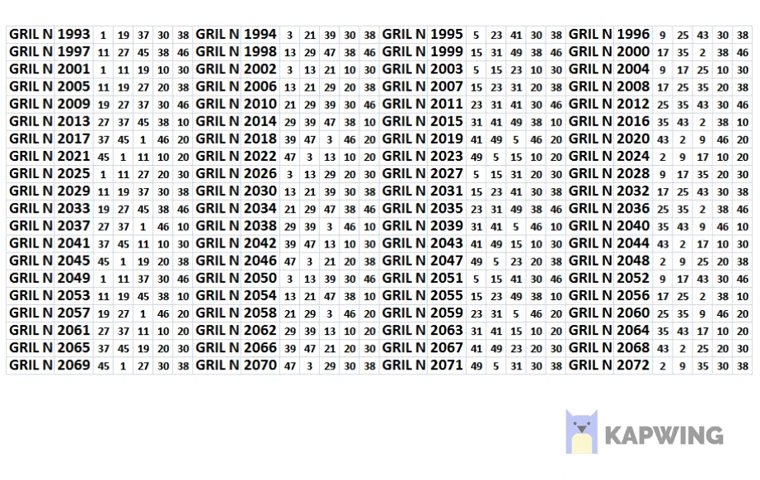 GRIL N 1993 1 19 37 30 38 GRIL N 1994 3 21 39 30 38 GRIL N 1995 5 23 41 30 38 GRIL N 1996 9 25 43 30 38
GRIL N 1997 11 27 45 38 46 GRIL N 1998 13 29 47 38 46 GRIL N 1999 15 31 49 38 46 GRIL N 2000 17 35 2 38 46
GRIL N 2001 1 11 19 10 30 GRIL N 2002 3 13 21 10 30 GRIL N 2003 5 15 23 10 30 GRIL N 2004 9 17 25 10 30
GRIL N 2005 11 19 27 20 38 GRIL N 2006 13 21 29 20 38 GRIL N 2007 15 23 31 20 38 GRIL N 2008 17 25 35 20 38
GRIL N 2009 19 27 37 30 46 GRIL N 2010 21 29 39 30 46 GRIL N 2011 23 31 41 30 46 GRIL N 2012 25 35 43 30 46
GRIL N 2013 27 37 45 38 10 GRIL N 2014 29 39 47 38 10 GRIL N 2015 31 41 49 38 10 GRIL N 2016 35 43 2 38 10
GRIL N 2017 37 45 1 46 20 GRIL N 2018 39 47 3 46 20 GRIL N 2019 41 49 5 46 20 GRIL N 2020 43 2 9 46 20
GRIL N 2021 45 1 11 10 20 GRIL N 2022 47 3 13 10 20 GRIL N 2023 49 5 15 10 20 GRIL N 2024 2 9 17 10 20
GRIL N 2025 1 11 27 20 30 GRIL N 2026 3 13 29 20 30 GRIL N 2027 5 15 31 20 30 GRIL N 2028 9 17 35 20 30
GRIL N 2029 11 19 37 30 38 GRIL N 2030 13 21 39 30 38 GRIL N 2031 15 23 41 30 38 GRIL N 2032 17 25 43 30 38
GRIL N 2033 19 27 45 38 46 GRIL N 2034 21 29 47 38 46 GRIL N 2035 23 31 49 38 46 GRIL N 2036 25 35 2 38 46
GRIL N 2037 27 37 1 46 10 GRIL N 2038 29 39 3 46 10 GRIL N 2039 31 41 5 46 10 GRIL N 2040 35 43 9 46 10
GRIL N 2041 37 45 11 10 30 GRIL N 2042 39 47 13 10 30 GRIL N 2043 41 49 15 10 30 GRIL N 2044 43 2 17 10 30
GRIL N 2045 45 1 19 20 38 GRIL N 2046 47 3 21 20 38 GRIL N 2047 49 5 23 20 38 GRIL N 2048 2 9 25 20 38
GRIL N 2049 1 11 37 30 46 GRIL N 2050 3 13 39 30 46 GRIL N 2051 5 15 41 30 46 GRIL N 2052 9 17 43 30 46
GRIL N 2053 11 19 45 38 10 GRIL N 2054 13 21 47 38 10 GRIL N 2055 15 23 49 38 10 GRIL N 2056 17 25 2 38 10
GRIL N 2057 19 27 1 46 20 GRIL N 2058 21 29 3 46 20 GRIL N 2059 23 31 5 46 20 GRIL N 2060 25 35 9 46 20
GRIL N 2061 27 37 11 10 20 GRIL N 2062 29 39 13 10 20 GRIL N 2063 31 41 15 10 20 GRIL N 2064 35 43 17 10 20
GRIL N 2065 37 45 19 20 30 GRIL N 2066 39 47 21 20 30 GRIL N 2067 41 49 23 20 30 GRIL N 2068 43 2 25 20 30
GRIL N 2069 45 1 27 30 38 GRIL N 2070 47 3 29 30 38 GRIL N 2071 49 5 31 30 38 GRIL N 2072 2 9 35 30 38
KAPWING